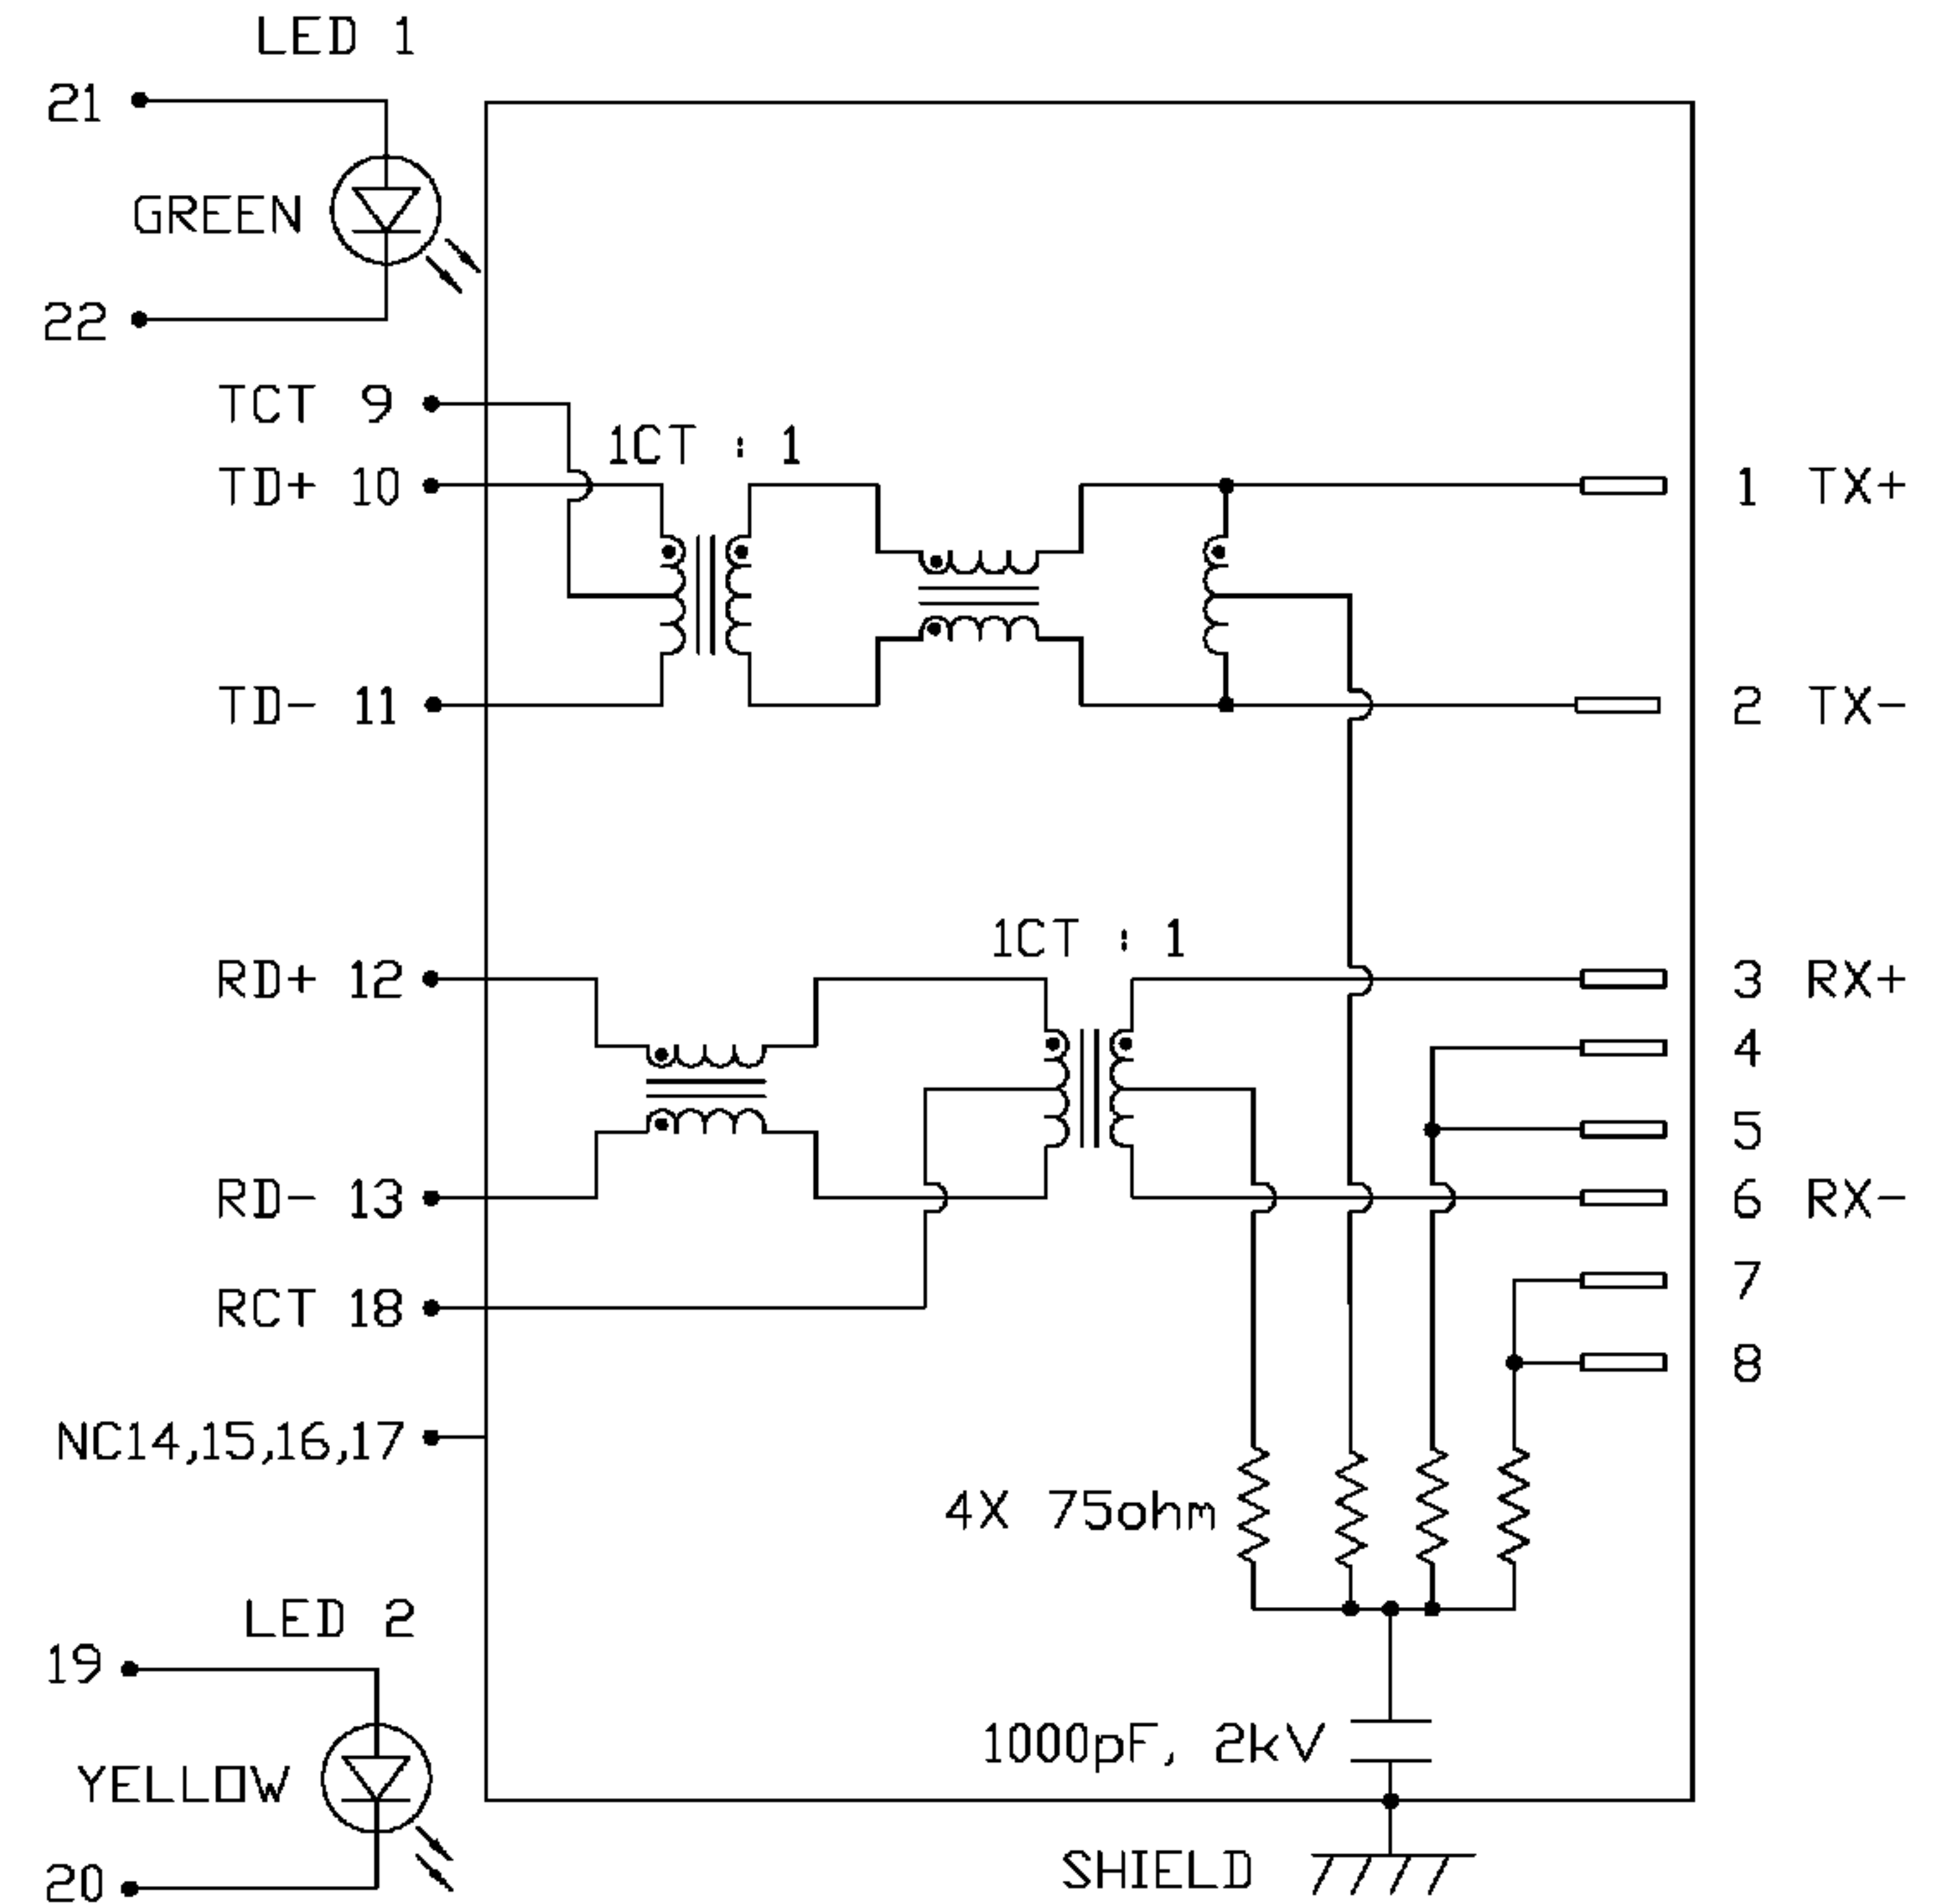 LED 1
21
GREEN
22
TCT 9
1CT : 1
TD+ 10
1 TX+
TD- 11
2 TX-
1CT : 1
RD+ 12
3 RX+
4
5
RD- 13
6 RX-
7
RCT 18
8
NC14,15,16,17
4X 75ohm
LED 2
19
1000pF, 2kV
YELLOW
SHIELD
20